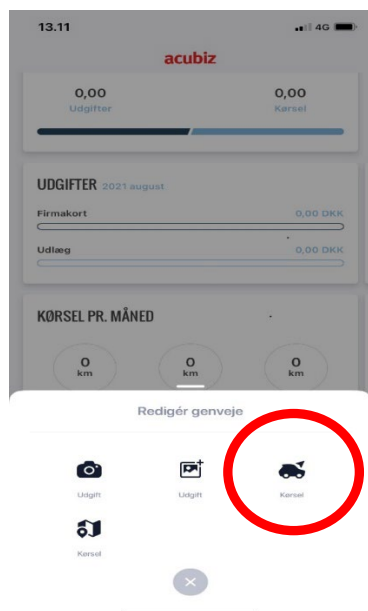 13.11 4G
acubiz
0,00 0,00
Udgifter Kørsel
UDGIFTER 2021 august
Firmakort 0,00 DKK
Udlæg 0,00 DKK
KØRSEL PR. MÅNED
0 0 0
km km km
Redigér genveje
Udgift Udgift Kørsel
Kørsel